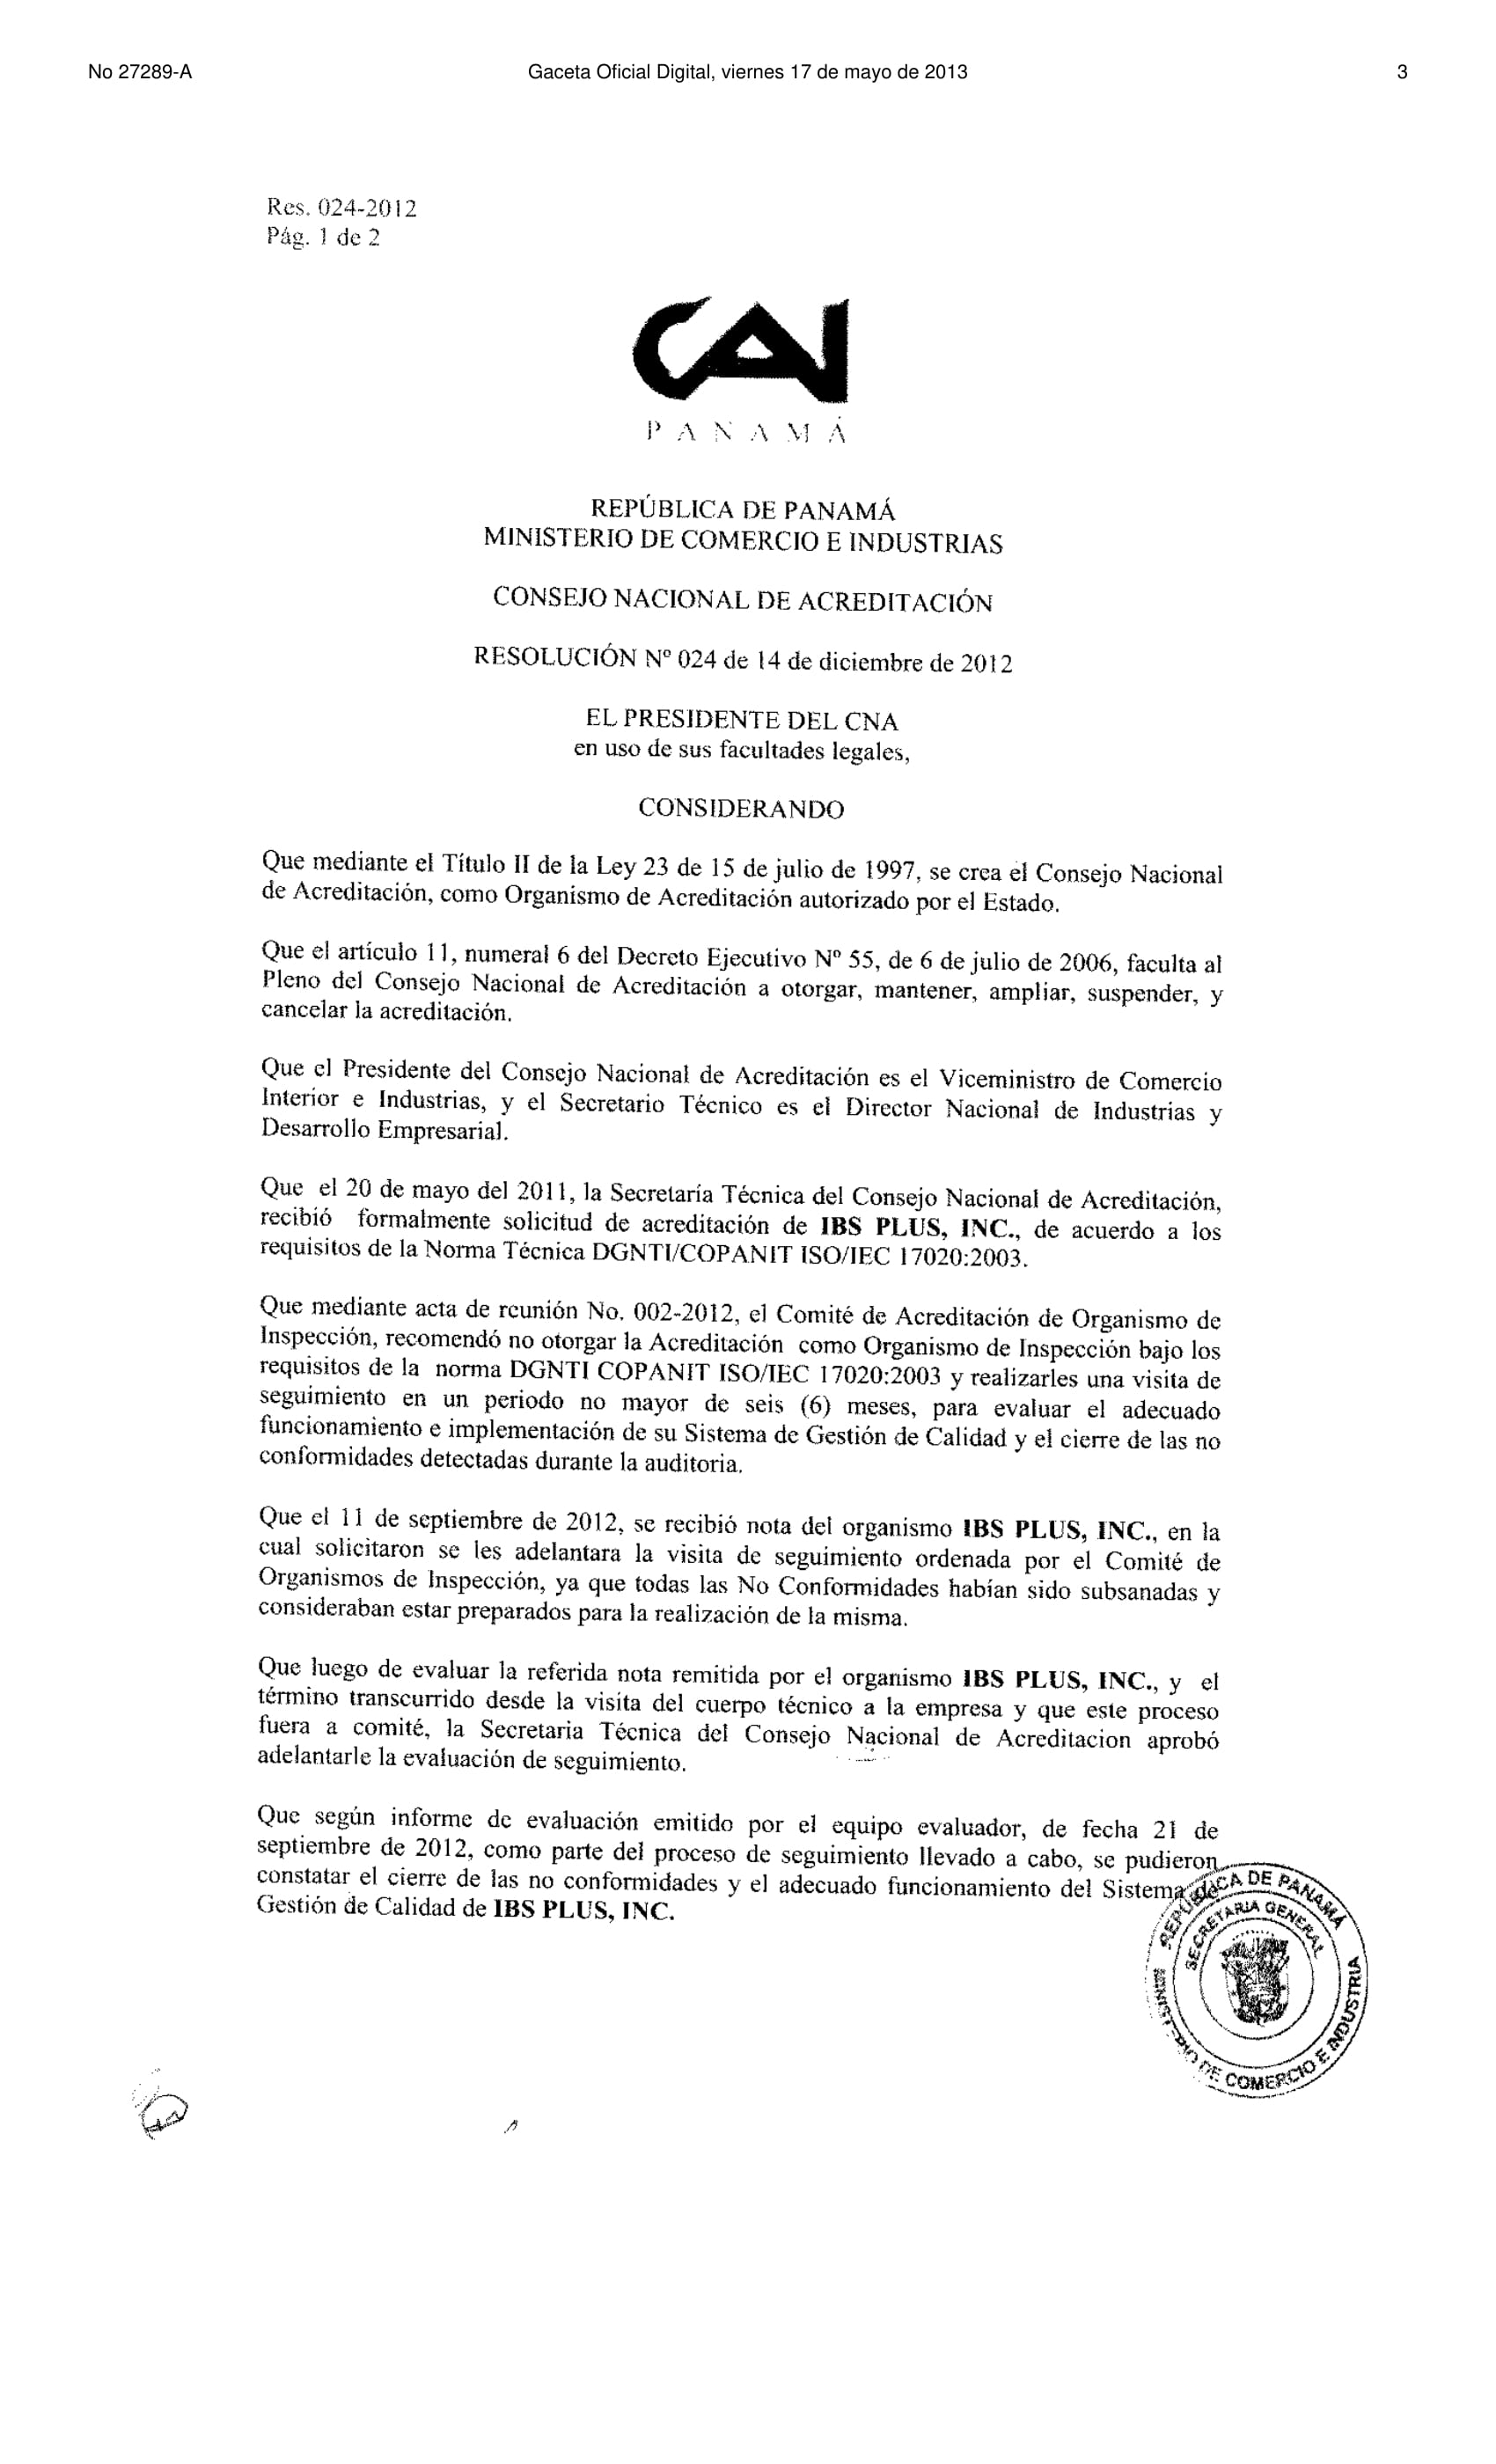 No 27289-A
Gaceta Oficial Digital, viernes 17 de mayo de 2013
3
Res. 024-2012
Pág. 1 de 2
CNA
PANAMÁ
REPÚBLICA DE PANAMÁ
MINISTERIO DE COMERCIO E INDUSTRIAS
CONSEJO NACIONAL DE ACREDITACIÓN
RESOLUCIÓN Nº 024 de 14 de diciembre de 2012
EL PRESIDENTE DEL CNA
en uso de sus facultades legales,
CONSIDERANDO
Que mediante el Título II de la Ley 23 de 15 de julio de 1997, se crea el Consejo Nacional
de Acreditación, como Organismo de Acreditación autorizado por el Estado.
Que el artículo 11, numeral 6 del Decreto Ejecutivo Nº 55, de 6 de julio de 2006, faculta al
Pleno del Consejo Nacional de Acreditación a otorgar, mantener, ampliar, suspender, y
cancelar la acreditación.
Que el Presidente del Consejo Nacional de Acreditación es el Viceministro de Comercio
Interior e Industrias, y el Secretario Técnico es el Director Nacional de Industrias y
Desarrollo Empresarial.
Que el 20 de mayo del 2011, la Secretaría Técnica del Consejo Nacional de Acreditación,
recibió formalmente solicitud de acreditación de IBS PLUS, INC., de acuerdo a los
requisitos de la Norma Técnica DGNTI/COPANIT ISO/IEC 17020:2003.
Que mediante acta de reunión No. 002-2012, el Comité de Acreditación de Organismo de
Inspección, recomendó no otorgar la Acreditación como Organismo de Inspección bajo los
requisitos de la norma DGNTI COPANIT ISO/IEC 17020:2003 y realizarles una visita de
seguimiento en un periodo no mayor de seis (6) meses, para evaluar el adecuado
funcionamiento e implementación de su Sistema de Gestión de Calidad y el cierre de las no
conformidades detectadas durante la auditoria.
Que el 11 de septiembre de 2012, se recibió nota del organismo IBS PLUS, INC., en la
cual solicitaron se les adelantara la visita de seguimiento ordenada por el Comité de
Organismos de Inspección, ya que todas las No Conformidades habían sido subsanadas y
consideraban estar preparados para la realización de la misma.
Que luego de evaluar la referida nota remitida por el organismo IBS PLUS, INC., y el
término transcurrido desde la visita del cuerpo técnico a la empresa y que este proceso
fuera a comité, la Secretaria Técnica del Consejo Nacional de Acreditacion aprobó
adelantarle la evaluación de seguimiento.
Que según informe de evaluación emitido por el equipo evaluador, de fecha 21 de
septiembre de 2012, como parte del proceso de seguimiento llevado a cabo, se pudieron
constatar el cierre de las no conformidades y el adecuado funcionamiento del Sistema de
Gestión de Calidad de IBS PLUS, INC.
REPÚBLICA DE PANAMÁ
SECRETARIA GENERAL
MINISTERIO DE COMERCIO E INDUSTRIA